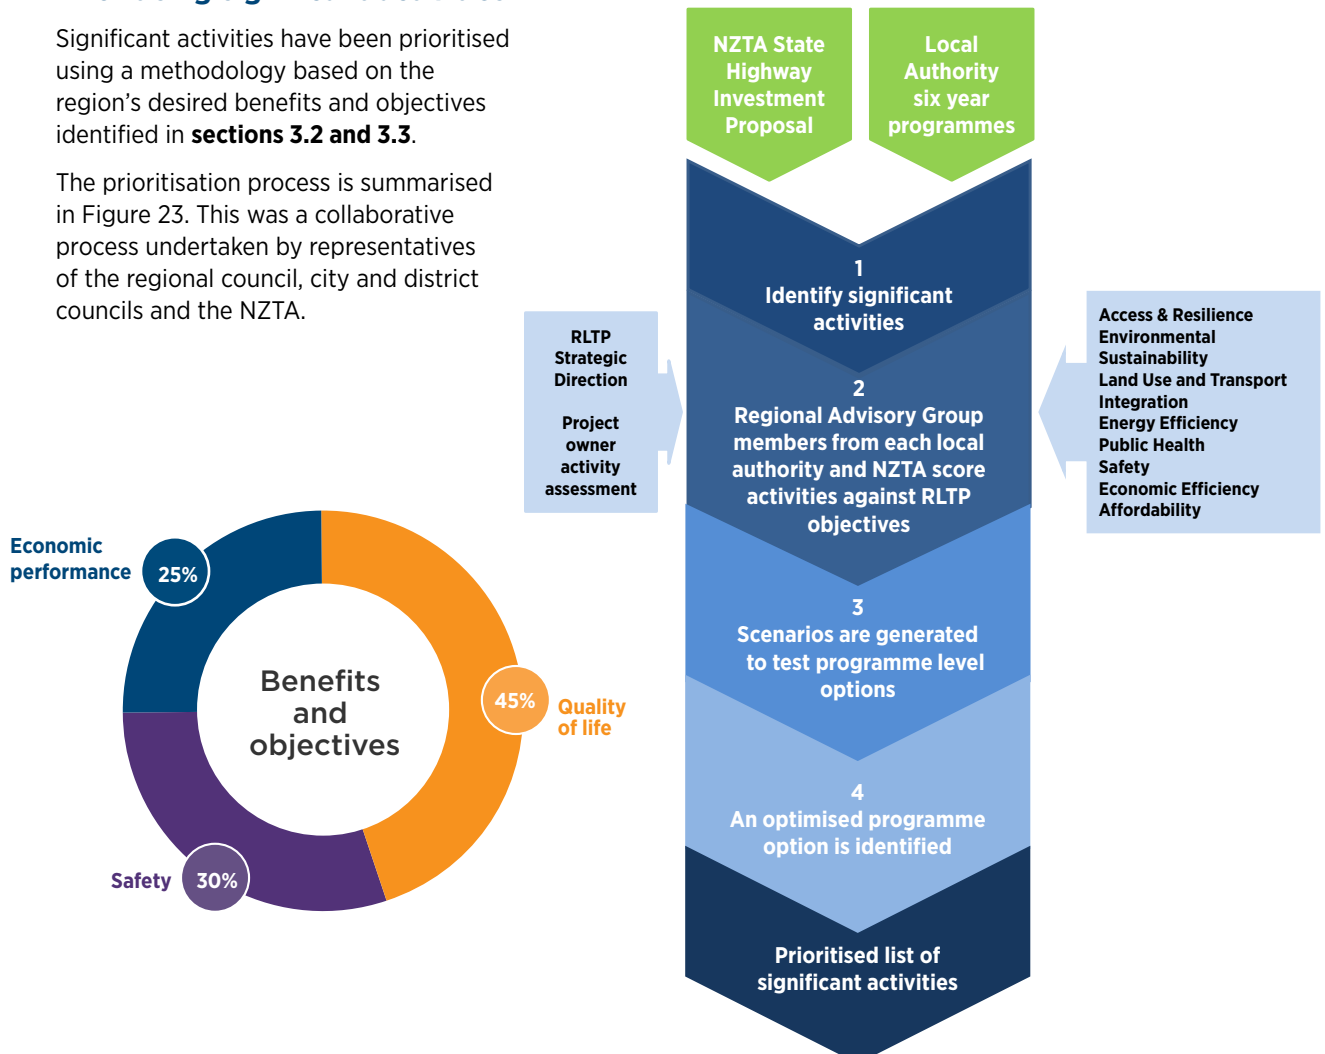 Significant activities have been prioritised
using a methodology based on the
region's desired benefits and objectives
identified in sections 3.2 and 3.3.
The prioritisation process is summarised
in Figure 23. This was a collaborative
process undertaken by representatives
of the regional council, city and district
councils and the NZTA.
NZTA State
Highway
Investment
Proposal
Local
Authority
six year
programmes
1
Identify significant
activities
RLTP
Strategic
Direction
Project
owner
activity
assessment
2
Regional Advisory Group
members from each local
authority and NZTA score
activities against RLTP
objectives
Access & Resilience
Environmental
Sustainability
Land Use and Transport
Integration
Energy Efficiency
Public Health
Safety
Economic Efficiency
Affordability
3
Scenarios are generated
to test programme level
options
4
An optimised programme
option is identified
Prioritised list of
significant activities
Economic
performance
25%
Benefits
and
objectives
45%
Quality
of life
Safety
30%